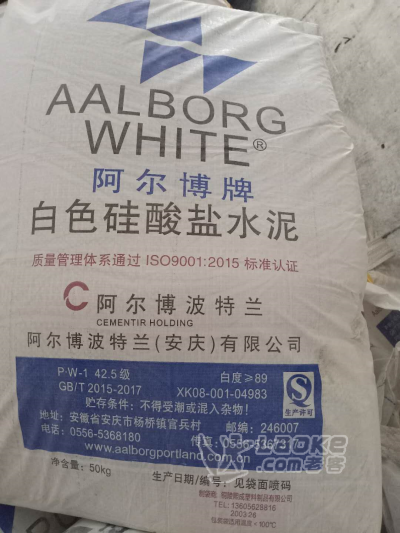 AALBORG
WHITE®
阿尔博牌
白色硅酸盐水泥
质量管理体系通过 ISO9001:2015 标准认证
阿尔博波特兰
CEMENTIR HOLDING
阿尔博波特兰(安庆)有限公司
P·W-1 42.5级 白度≥89
GB/T 2015-2017 XK08-001-04983
贮存条件：不得受潮或混入杂物!
生产许可
地址：安徽省安庆市杨桥镇官兵村 邮编：246007
电话：0556-5368180
传真：0556-5367317
www.aalborgportland.com.cn
净含量：50kg 生产日期/编号：见袋面喷码
TEL:13605628816